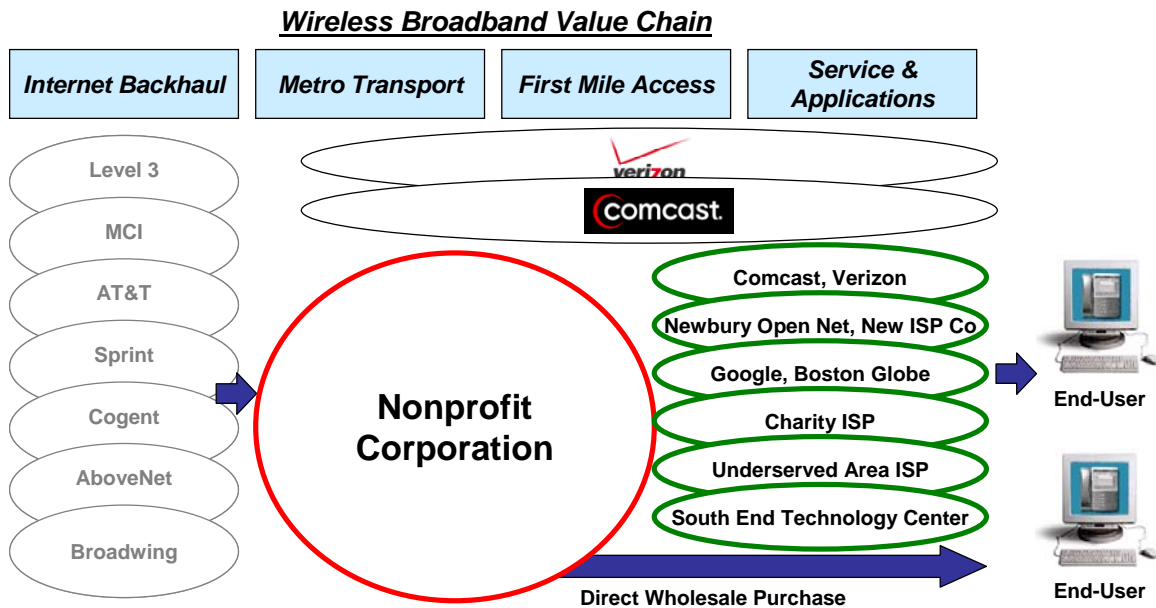 Wireless Broadband Value Chain
Internet Backhaul
Metro Transport
First Mile Access
Service &
Applications
Level 3
MCI
AT&T
Sprint
Cogent
AboveNet
Broadwing
verizon
comcast.
Nonprofit
Corporation
Comcast, Verizon
Newbury Open Net, New ISP Co
Google, Boston Globe
Charity ISP
Underserved Area ISP
South End Technology Center
Direct Wholesale Purchase
End-User
End-User